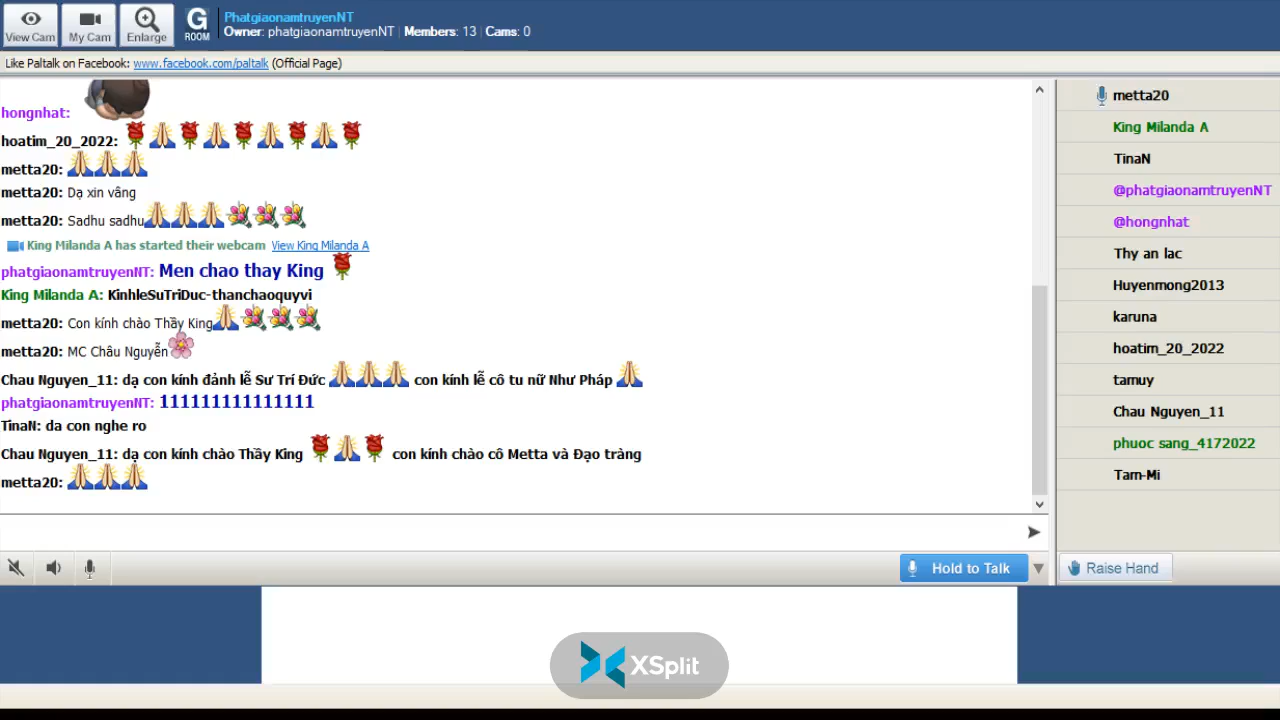 View Cam
My Cam
Enlarge
G
ROOM
PhatgiaonamtruyenNT
Owner: phatgiaonamtruyenNT | Members: 13 | Cams: 0
Like Paltalk on Facebook: www.facebook.com/paltalk (Official Page)
hongnhat:
hoatim_20_2022:
metta20:
metta20: Dạ xin vâng
metta20: Sadhu sadhu
King Milanda A has started their webcam View King Milanda A
phatgiaonamtruyenNT: Men chao thay King
King Milanda A: KinhleSuTriDuc-thanchaoquyvi
metta20: Con kính chào Thầy King
metta20: MC Châu Nguyễn
Chau Nguyen_11: dạ con kính đảnh lễ Sư Trí Đức con kính lễ cô tu nữ Như Pháp
phatgiaonamtruyenNT: 111111111111111
TinaN: da con nghe ro
Chau Nguyen_11: dạ con kính chào Thầy King con kính chào cô Metta và Đạo tràng
metta20:
metta20
King Milanda A
TinaN
@phatgiaonamtruyenNT
@hongnhat
Thy an lac
Huyenmong2013
karuna
hoatim_20_2022
tamuy
Chau Nguyen_11
phuoc sang_4172022
Tam-Mi
Hold to Talk
Raise Hand
XSplit